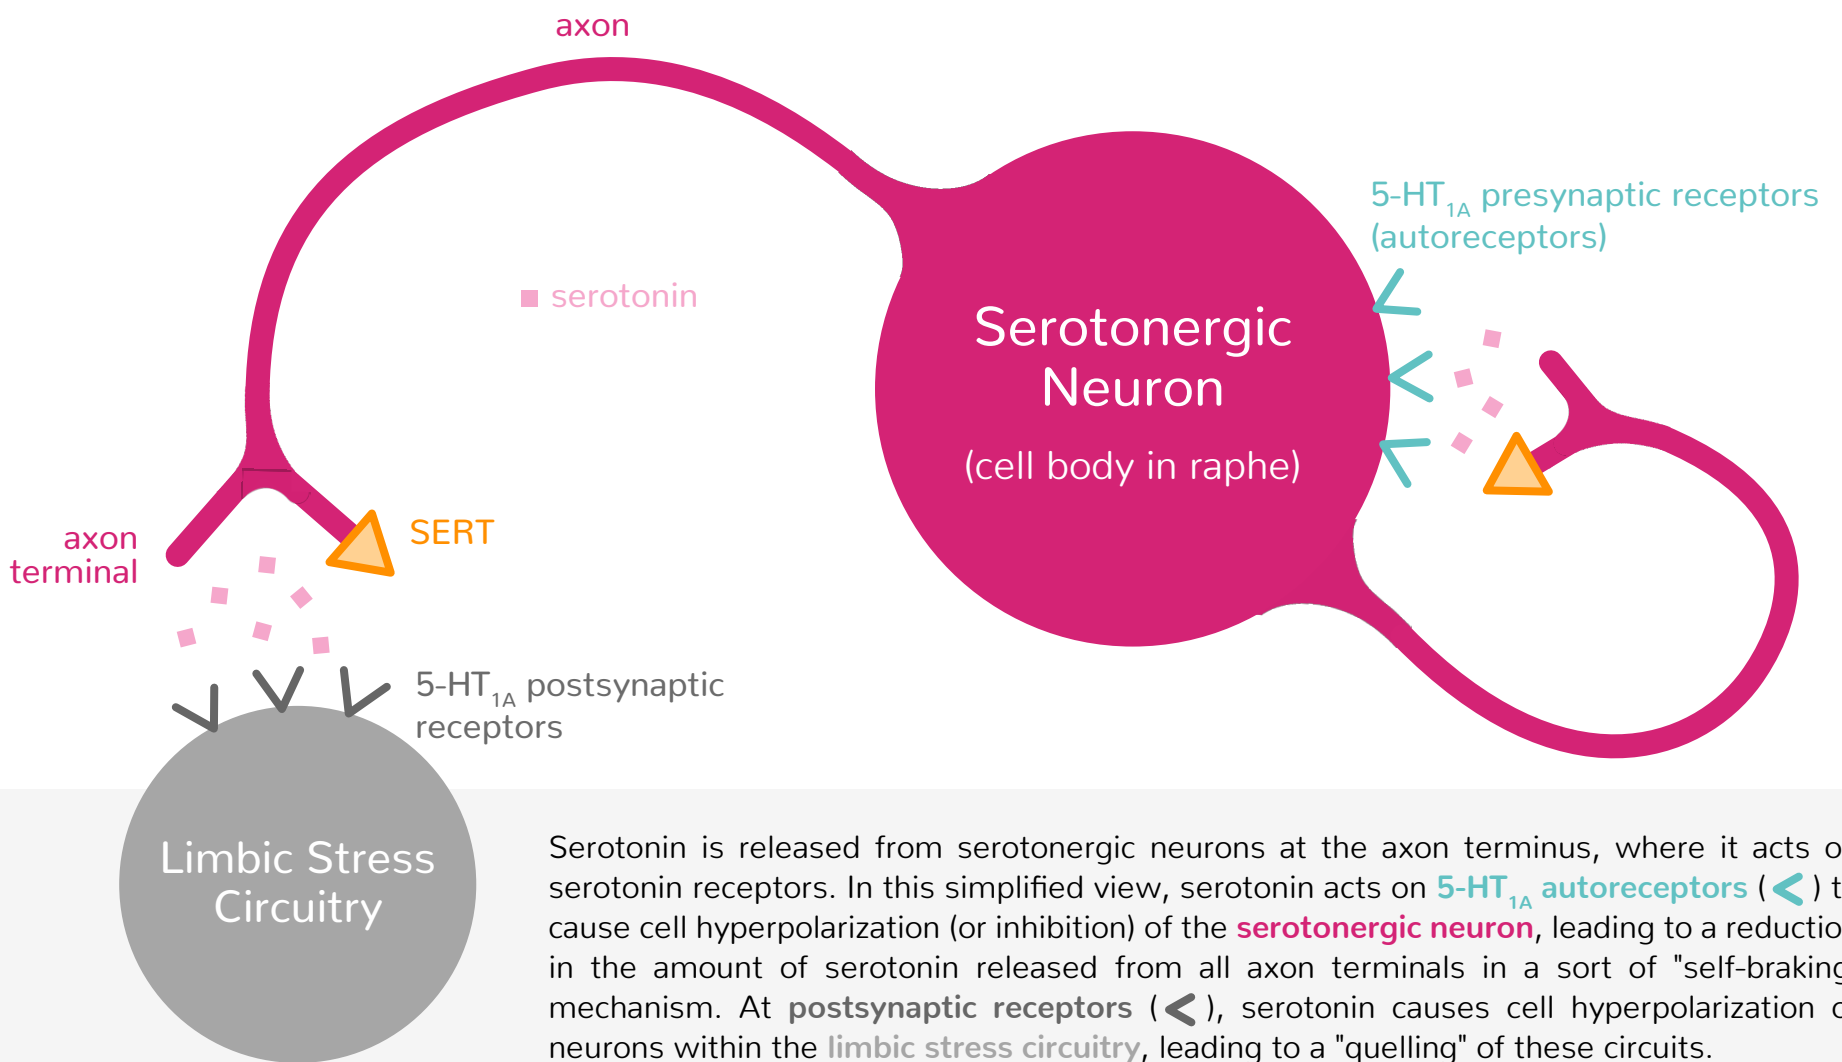 axon
5-HT1A presynaptic receptors
(autoreceptors)
serotonin
Serotonergic
Neuron
(cell body in raphe)
SERT
axon
terminal
5-HT1A postsynaptic
receptors
Limbic Stress
Circuitry
Serotonin is released from serotonergic neurons at the axon terminus, where it acts o
serotonin receptors. In this simplified view, serotonin acts on 5-HT1A autoreceptors ( < ) t
cause cell hyperpolarization (or inhibition) of the serotonergic neuron, leading to a reductio
in the amount of serotonin released from all axon terminals in a sort of "self-braking
mechanism. At postsynaptic receptors ( < ), serotonin causes cell hyperpolarization o
neurons within the limbic stress circuitry, leading to a "quelling" of these circuits.